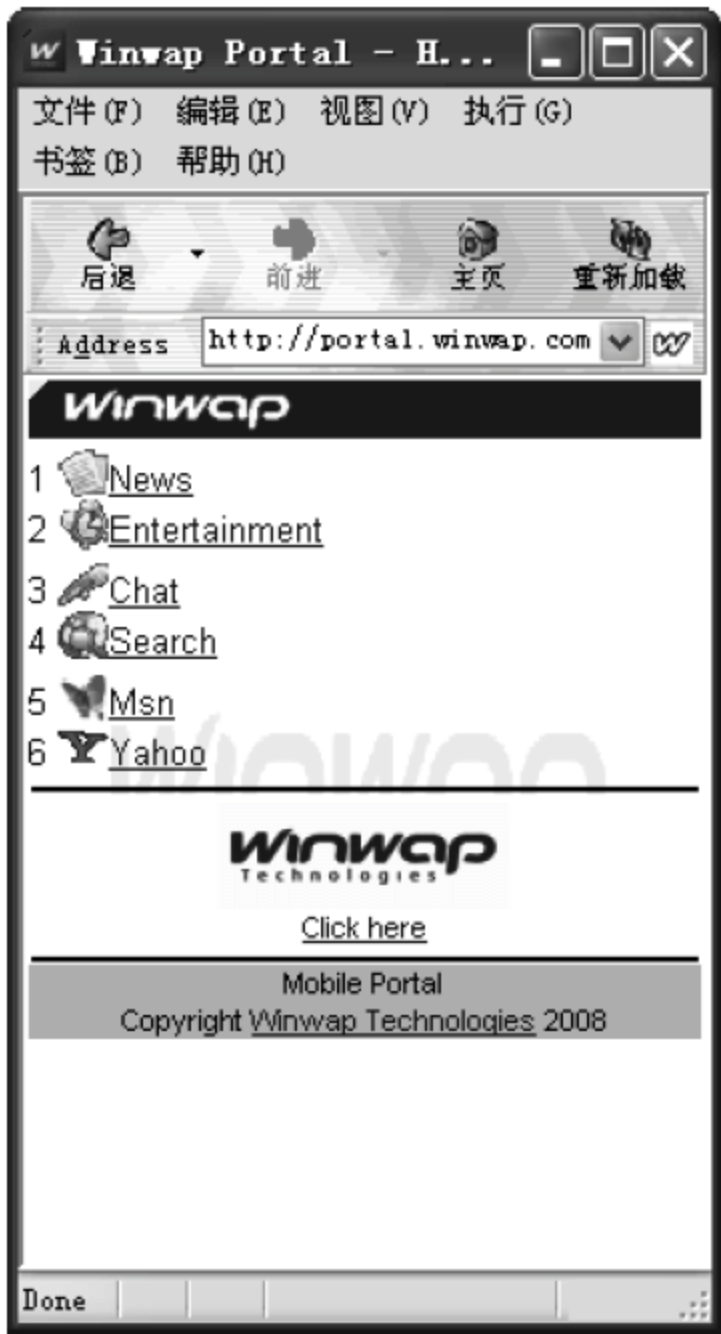 Winwap Portal - H...
文件(F) 编辑(E) 视图(V) 执行(G)
书签(B) 帮助(H)
后退 前进 主页 重新加载
Address http://portal.winwap.com
Winwap
1 News
2 Entertainment
3 Chat
4 Search
5 Msn
6 Yahoo
Winwap
Winwap
Technologies
Click here
Mobile Portal
Copyright Winwap Technologies 2008
Done